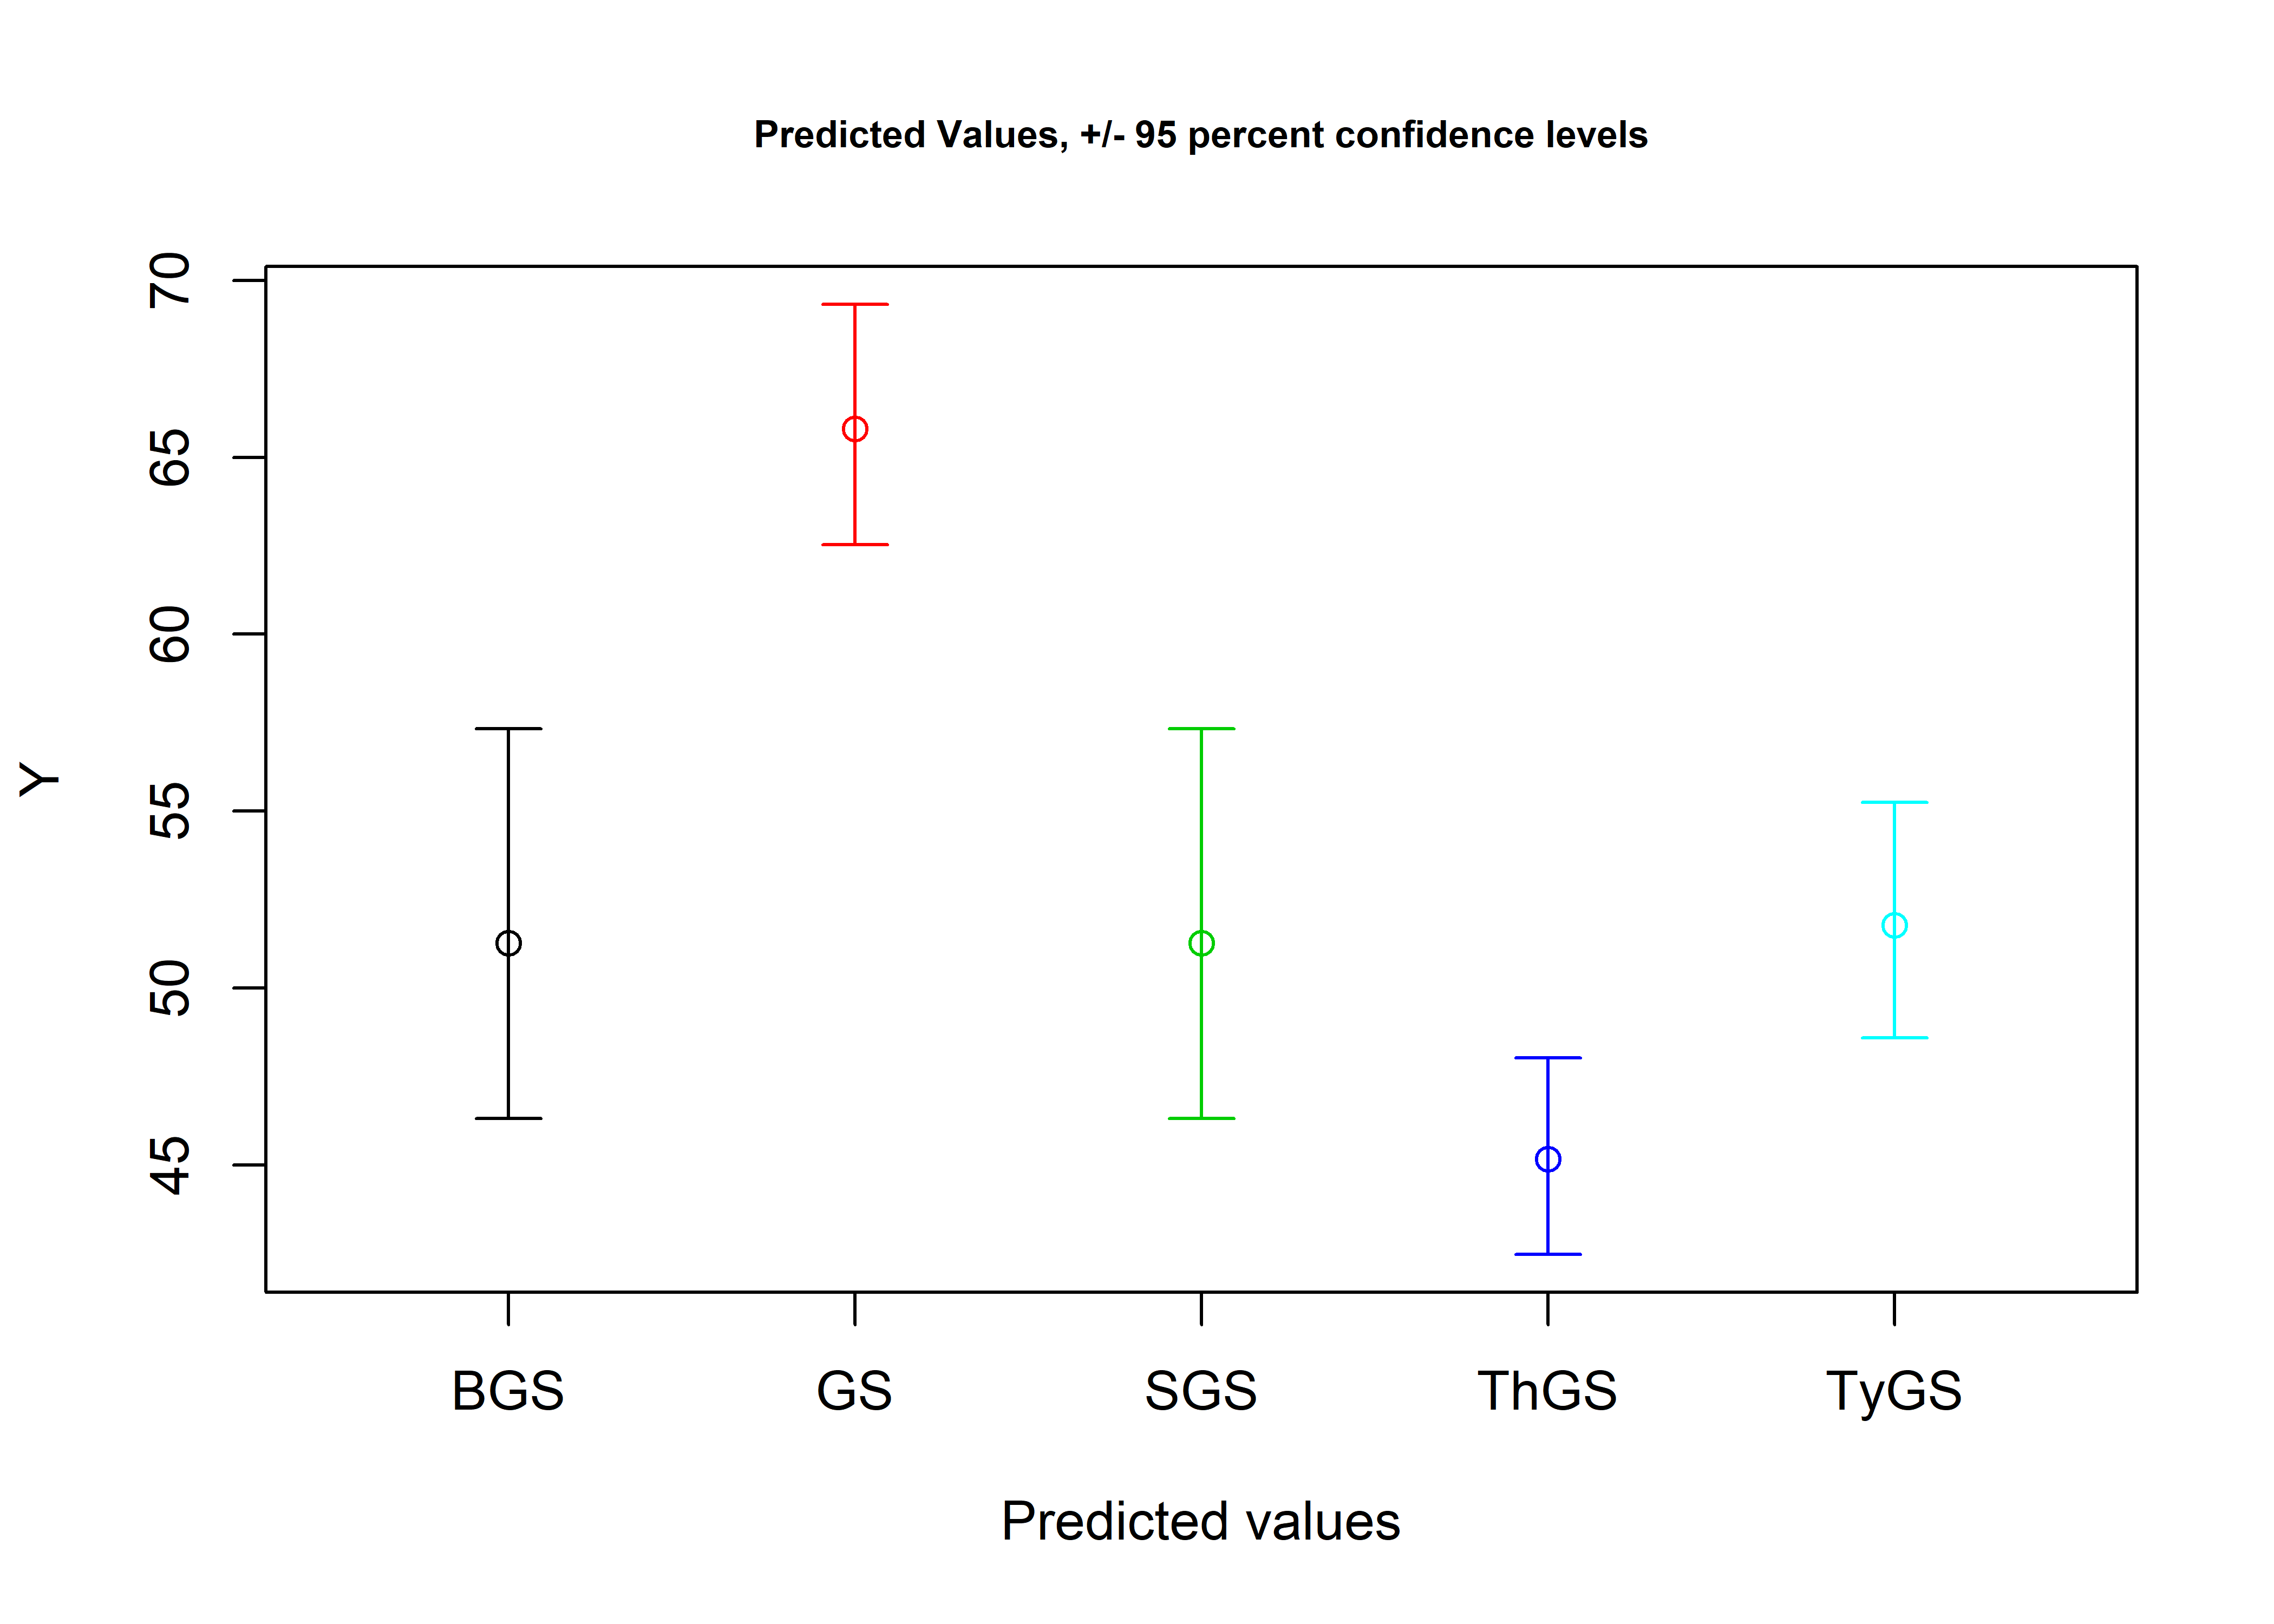 Predicted Values, +/- 95 percent confidence levels
70
65
60
55
50
45
Y
BGS GS SGS ThGS TyGS
Predicted values